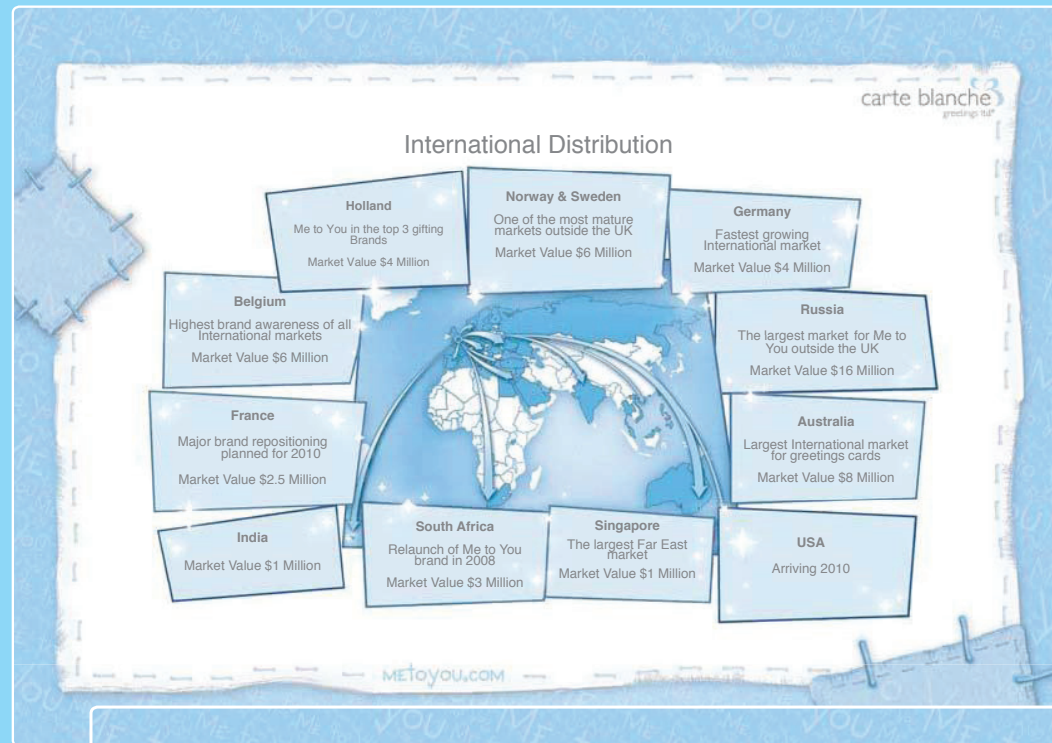 carte blanche
greetings ltd®
International Distribution
Holland
Me to You in the top 3 gifting
Brands
Market Value $4 Million
Norway & Sweden
One of the most mature
markets outside the UK
Market Value $6 Million
Germany
Fastest growing
International market
Market Value $4 Million
Belgium
Highest brand awareness of all
International markets
Market Value $6 Million
Russia
The largest market for Me to
You outside the UK
Market Value $16 Million
France
Major brand repositioning
planned for 2010
Market Value $2.5 Million
Australia
Largest International market
for greetings cards
Market Value $8 Million
India
Market Value $1 Million
South Africa
Relaunch of Me to You
brand in 2008
Market Value $3 Million
Singapore
The largest Far East
market
Market Value $1 Million
USA
Arriving 2010
METOYOU.COM